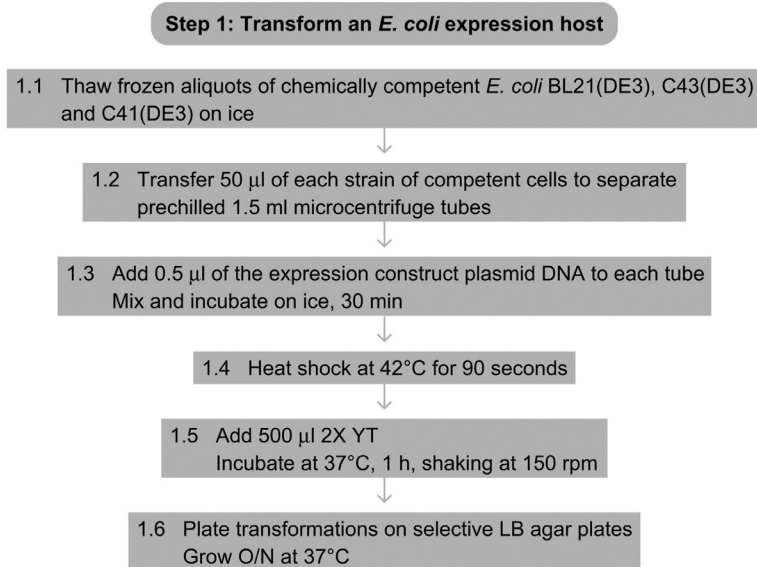 Step 1: Transform an E. coli expression host
1.1 Thaw frozen aliquots of chemically competent E. coli BL21(DE3), C43(DE3)
and C41(DE3) on ice
1.2 Transfer 50 μl of each strain of competent cells to separate
prechilled 1.5 ml microcentrifuge tubes
1.3 Add 0.5 μl of the expression construct plasmid DNA to each tube
Mix and incubate on ice, 30 min
1.4 Heat shock at 42°C for 90 seconds
1.5 Add 500 μl 2X YT
Incubate at 37°C, 1 h, shaking at 150 rpm
1.6 Plate transformations on selective LB agar plates
Grow O/N at 37°C